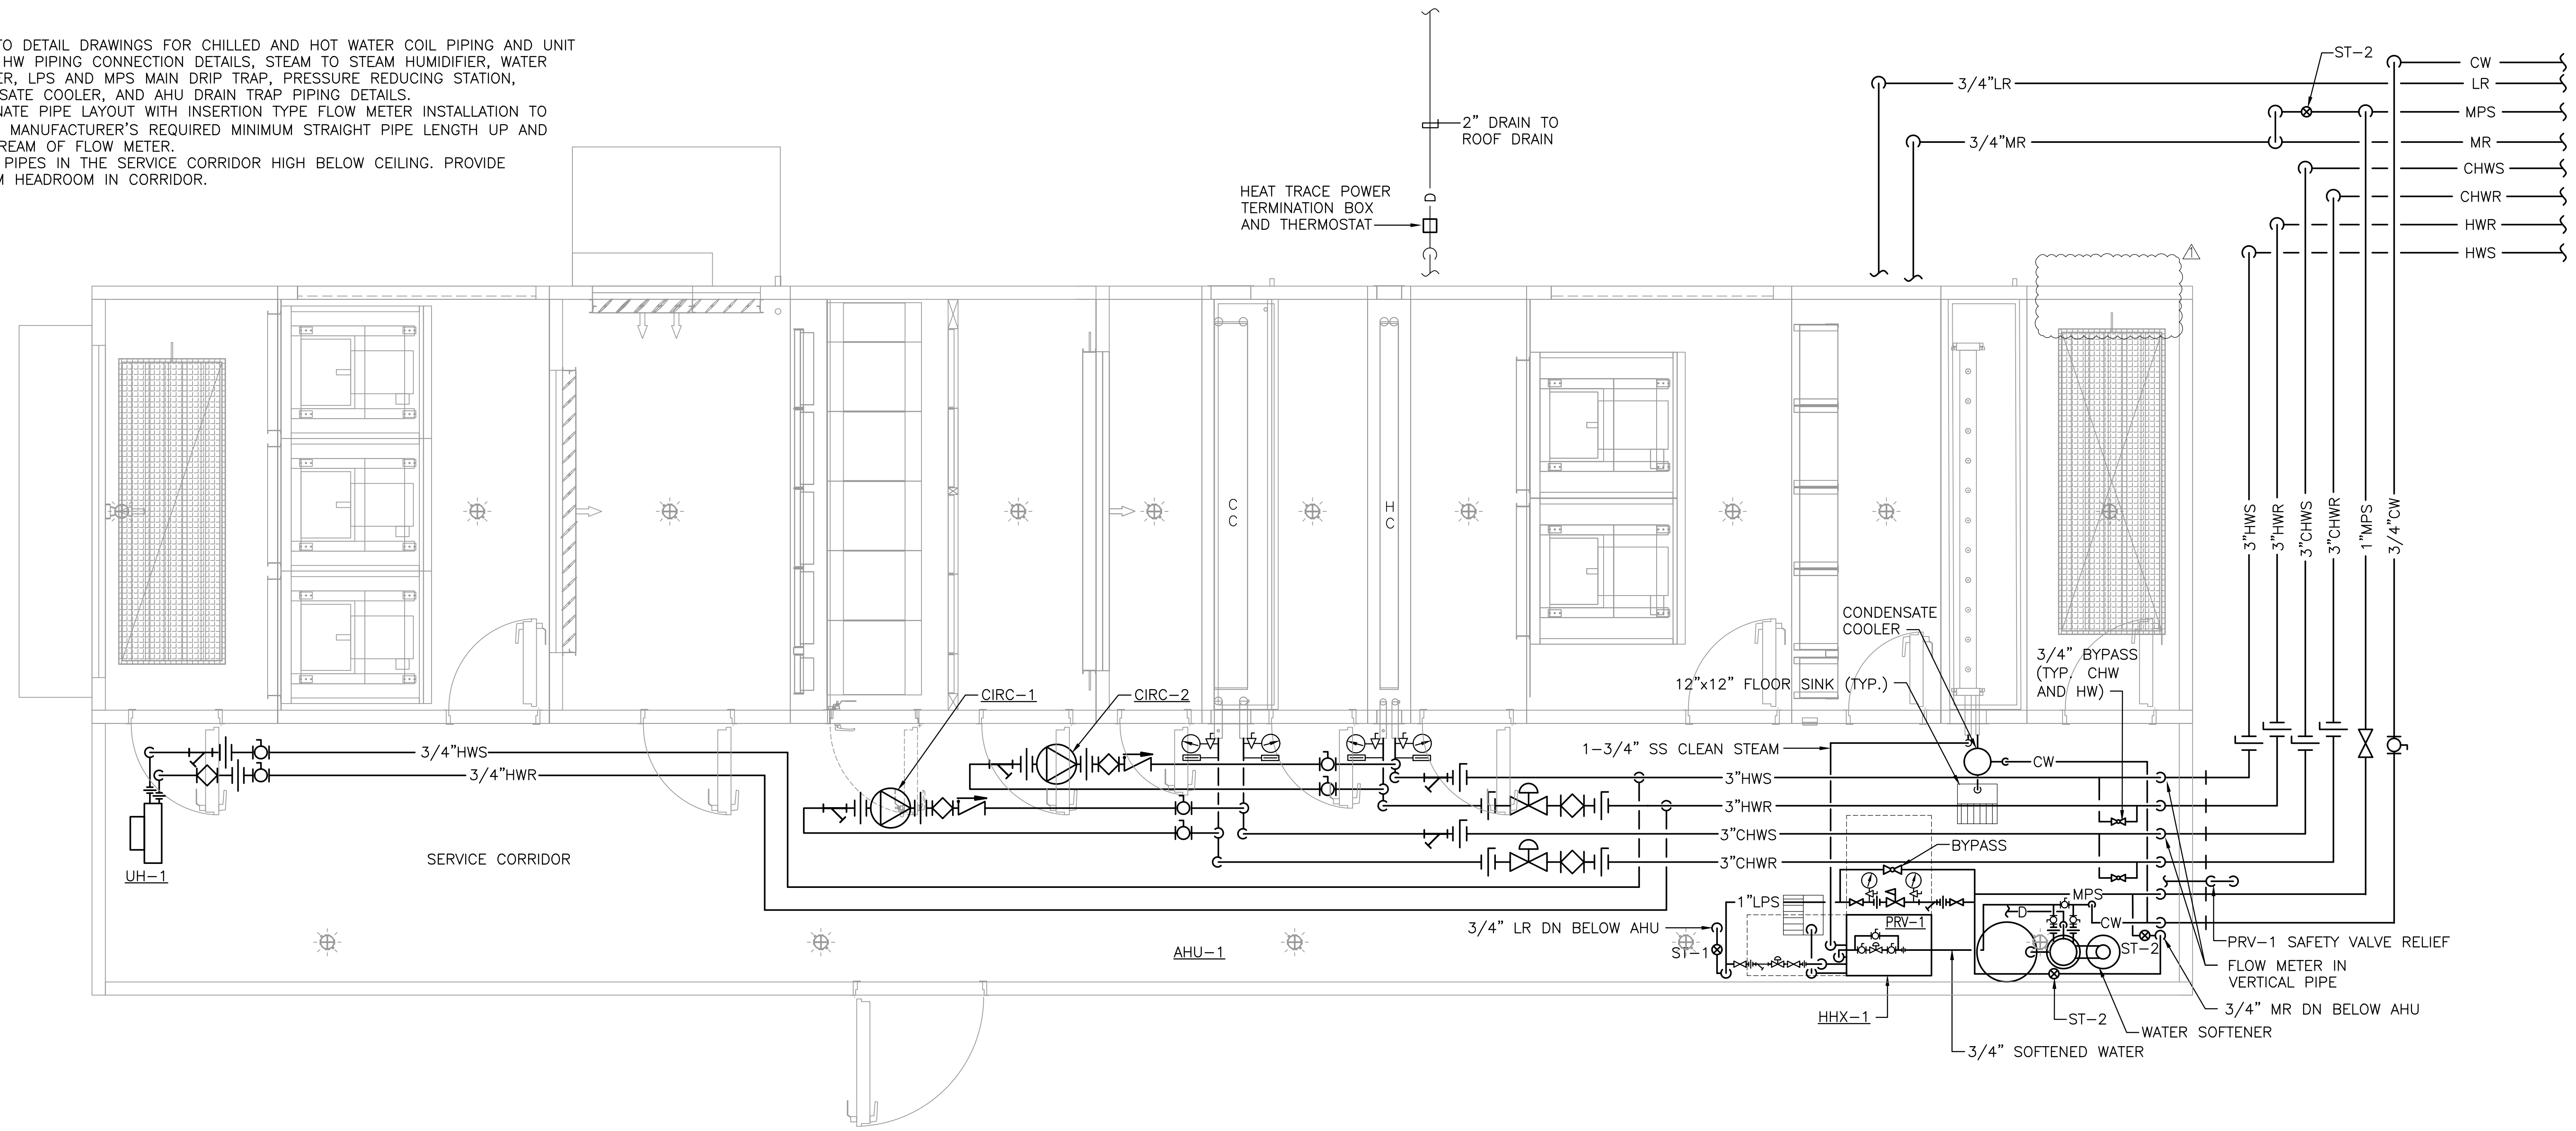 TO DETAIL DRAWINGS FOR CHILLED AND HOT WATER COIL PIPING AND UNIT
HW PIPING CONNECTION DETAILS, STEAM TO STEAM HUMIDIFIER, WATER
ER, LPS AND MPS MAIN DRIP TRAP, PRESSURE REDUCING STATION,
SATE COOLER, AND AHU DRAIN TRAP PIPING DETAILS.
NATE PIPE LAYOUT WITH INSERTION TYPE FLOW METER INSTALLATION TO
MANUFACTURER'S REQUIRED MINIMUM STRAIGHT PIPE LENGTH UP AND
REAM OF FLOW METER.
PIPES IN THE SERVICE CORRIDOR HIGH BELOW CEILING. PROVIDE
M HEADROOM IN CORRIDOR.
2" DRAIN TO
ROOF DRAIN
HEAT TRACE POWER
TERMINATION BOX
AND THERMOSTAT
D
ST-2
CW
3/4"LR
LR
MPS
3/4"MR
MR
CHWS
CHWR
HWR
HWS
1
3"HWS
3"HWR
3"CHWS
3"CHWR
1"MPS
3/4"CW
CC
HC
CONDENSATE
COOLER
12"x12" FLOOR SINK (TYP.)
3/4" BYPASS
(TYP. CHW
AND HW)
CIRC-1
CIRC-2
3/4"HWS
3/4"HWR
1-3/4" SS CLEAN STEAM
CW
3"HWS
3"HWR
3"CHWS
3"CHWR
SERVICE CORRIDOR
UH-1
BYPASS
MPS
1"LPS
PRV-1
D
CW
3/4" LR DN BELOW AHU
ST-1
ST-2
AHU-1
PRV-1 SAFETY VALVE RELIEF
FLOW METER IN
VERTICAL PIPE
3/4" MR DN BELOW AHU
HHX-1
ST-2
WATER SOFTENER
3/4" SOFTENED WATER